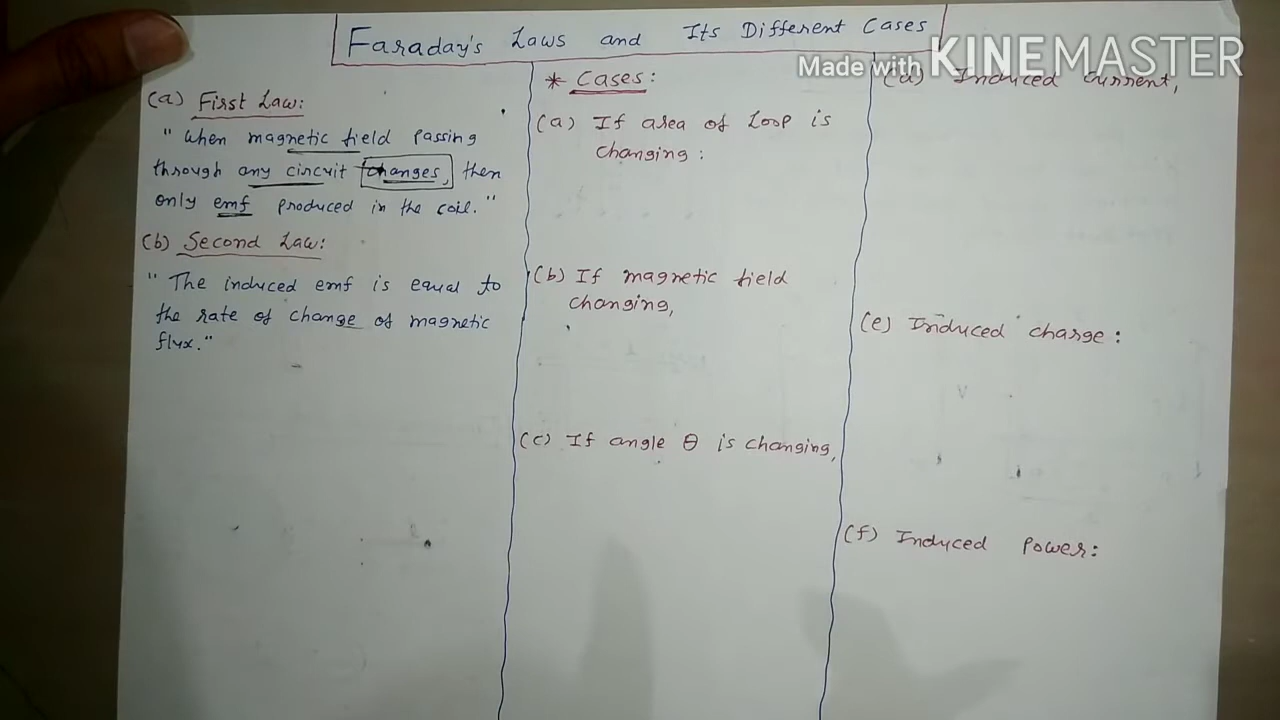 Faraday's Laws and Its Different Cases
Made with KINEMASTER
(a) First Law:
"When magnetic field passing
through any circuit changes, then
only emf produced in the coil."
(b) Second Law:
"The induced emf is equal to
the rate of change of magnetic
flux."
* Cases:
(a) If area of Loop is
changing:
(b) If magnetic field
changing,
(c) If angle θ is changing,
(d) Induced current,
(e) Induced charge:
(f) Induced Power: